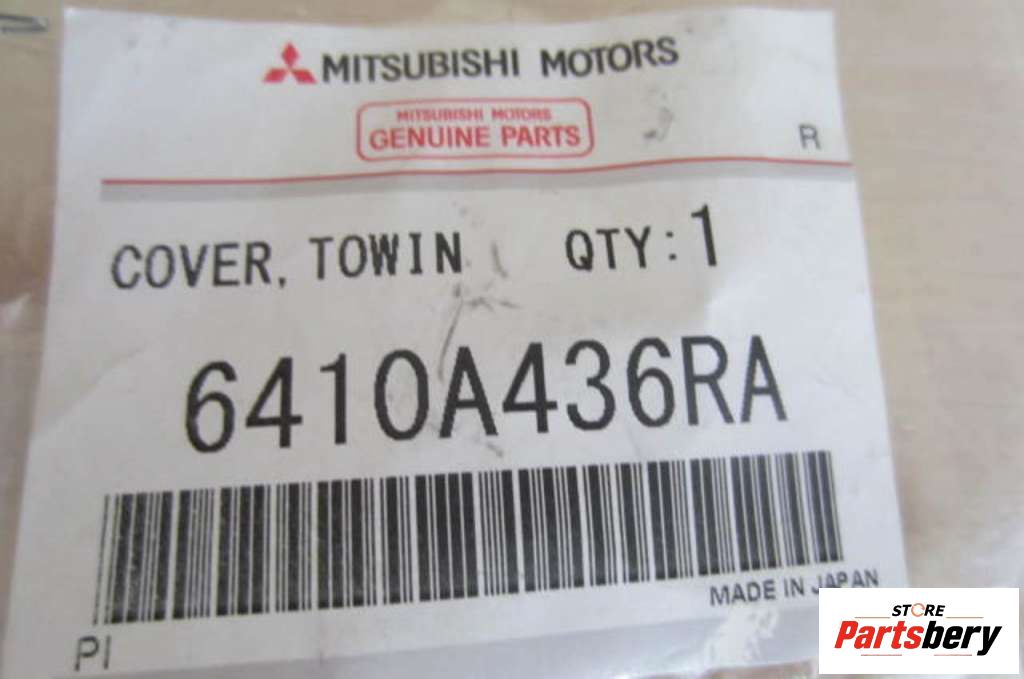 MITSUBISHI MOTORS
MITSUBISHI MOTORS
GENUINE PARTS
R
COVER, TOWIN QTY:1
6410A436RA
MADE IN JAPAN
PI
STORE
Partsbery